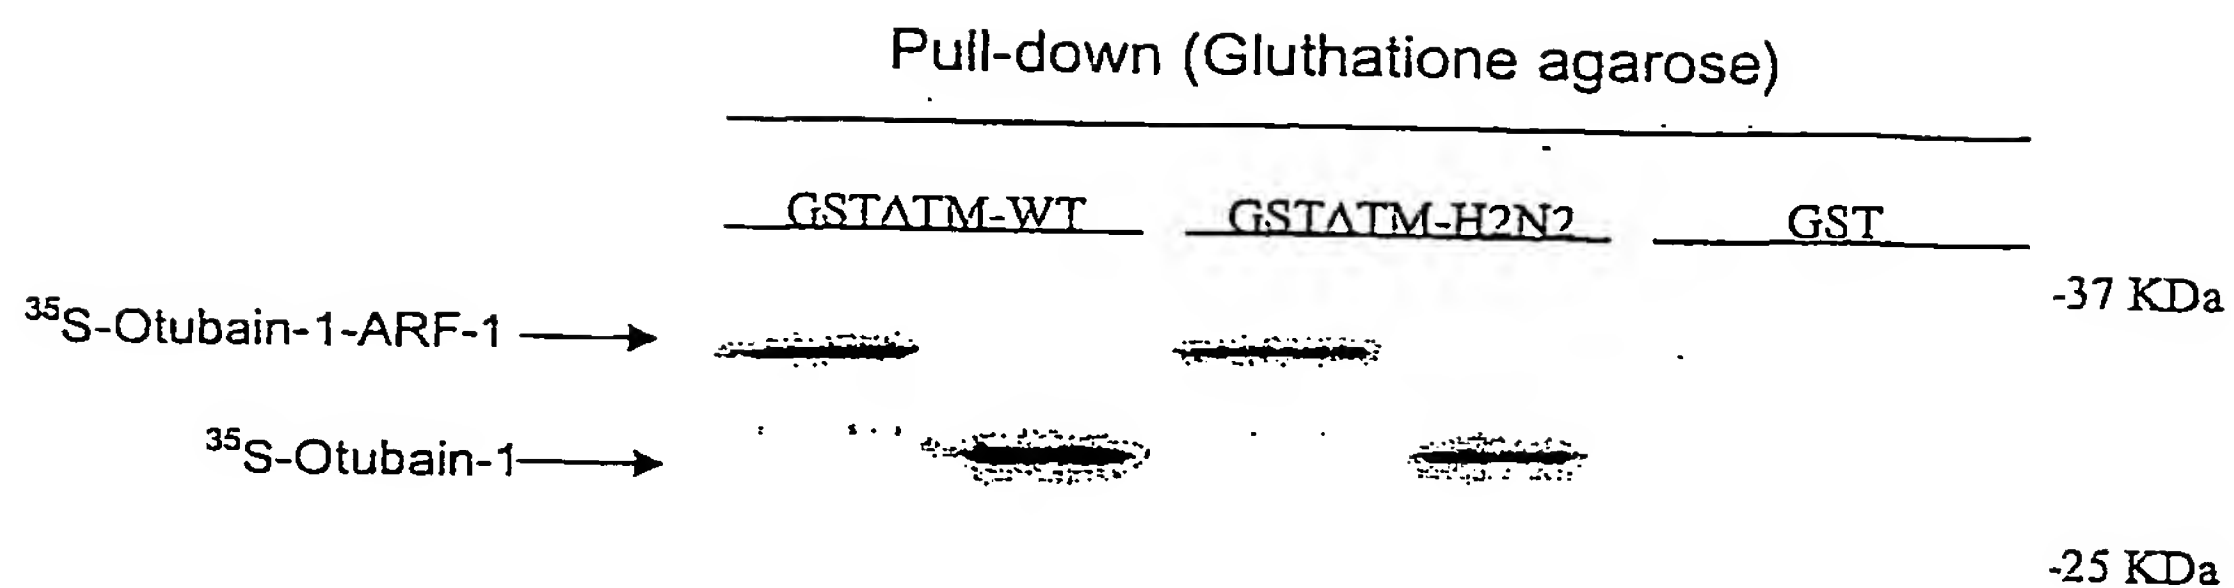 Pull-down (Gluthatione agarose)
GSTΔTM-WT GSTΔTM-H2N2 GST
-37 KDa
³⁵S-Otubain-1-ARF-1
³⁵S-Otubain-1
-25 KDa